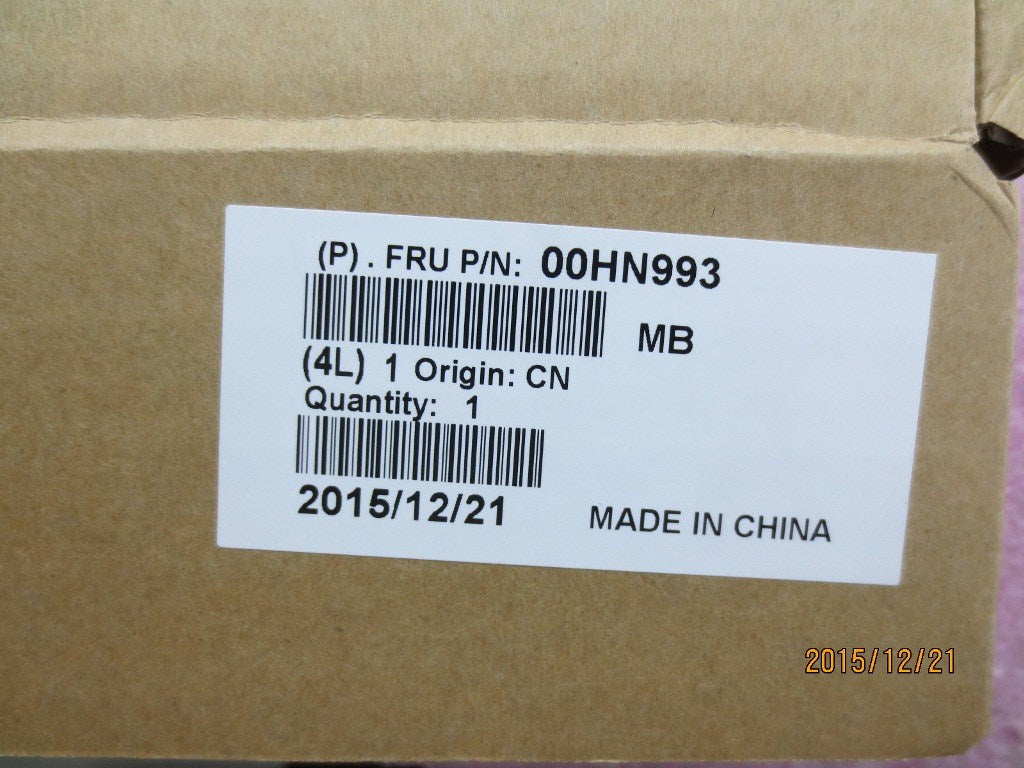 (P) . FRU P/N: 00HN993
MB
(4L) 1 Origin: CN
Quantity: 1
2015/12/21
MADE IN CHINA
2015/12/21